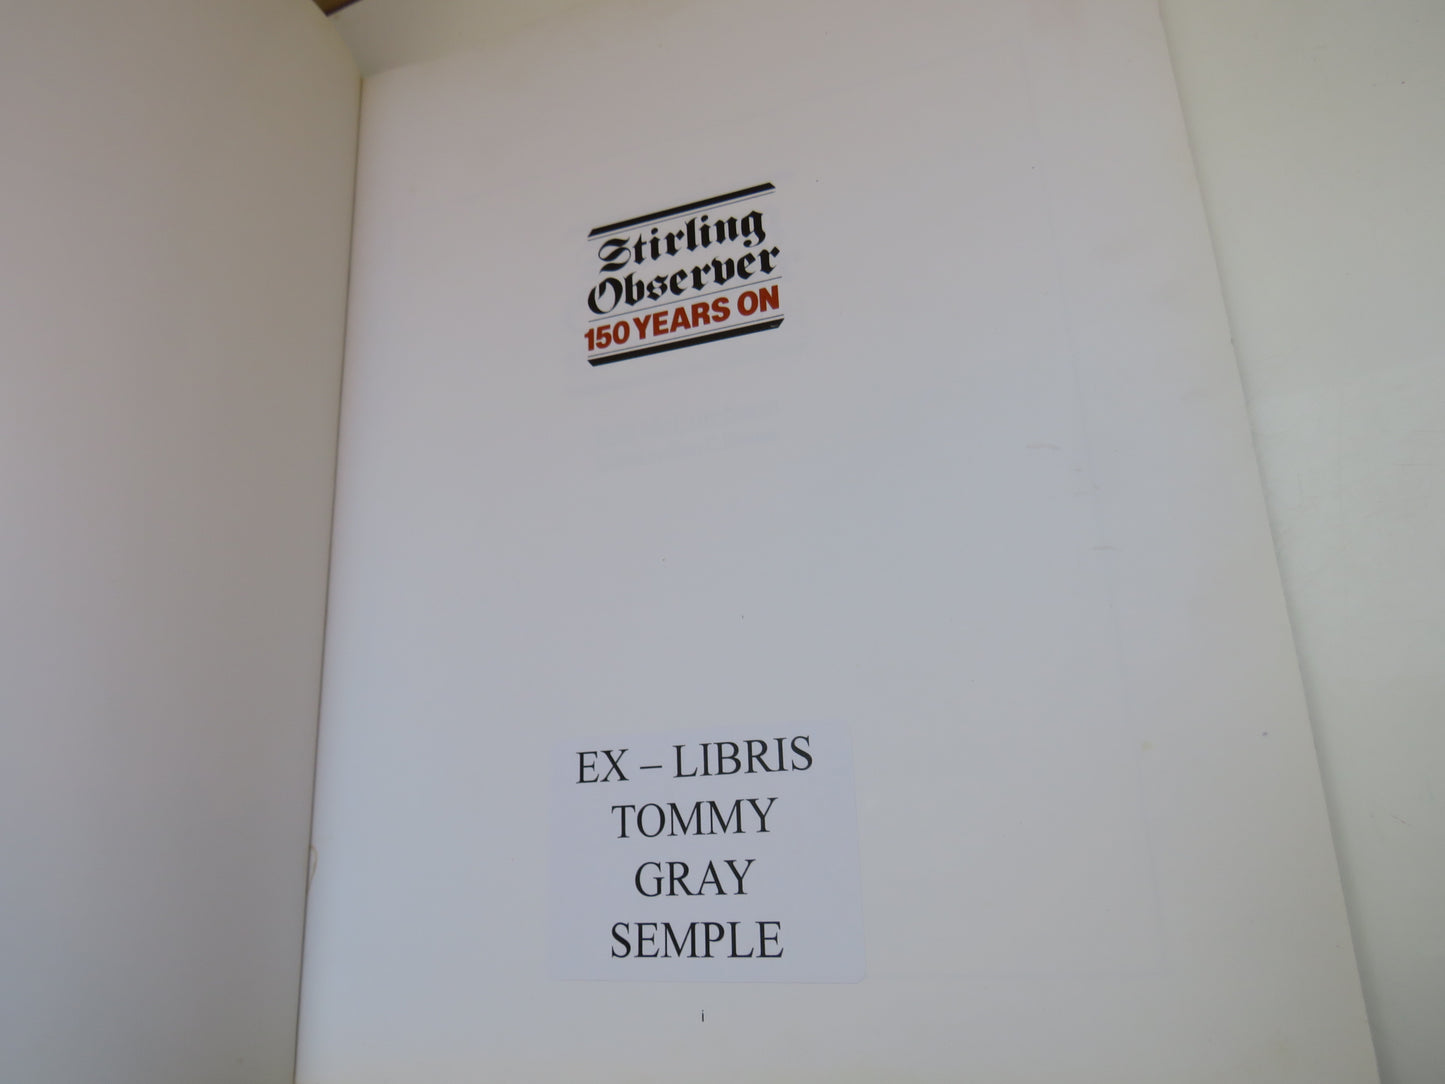 Stirling
Observer
150 YEARS ON
EX – LIBRIS
TOMMY
GRAY
SEMPLE
i